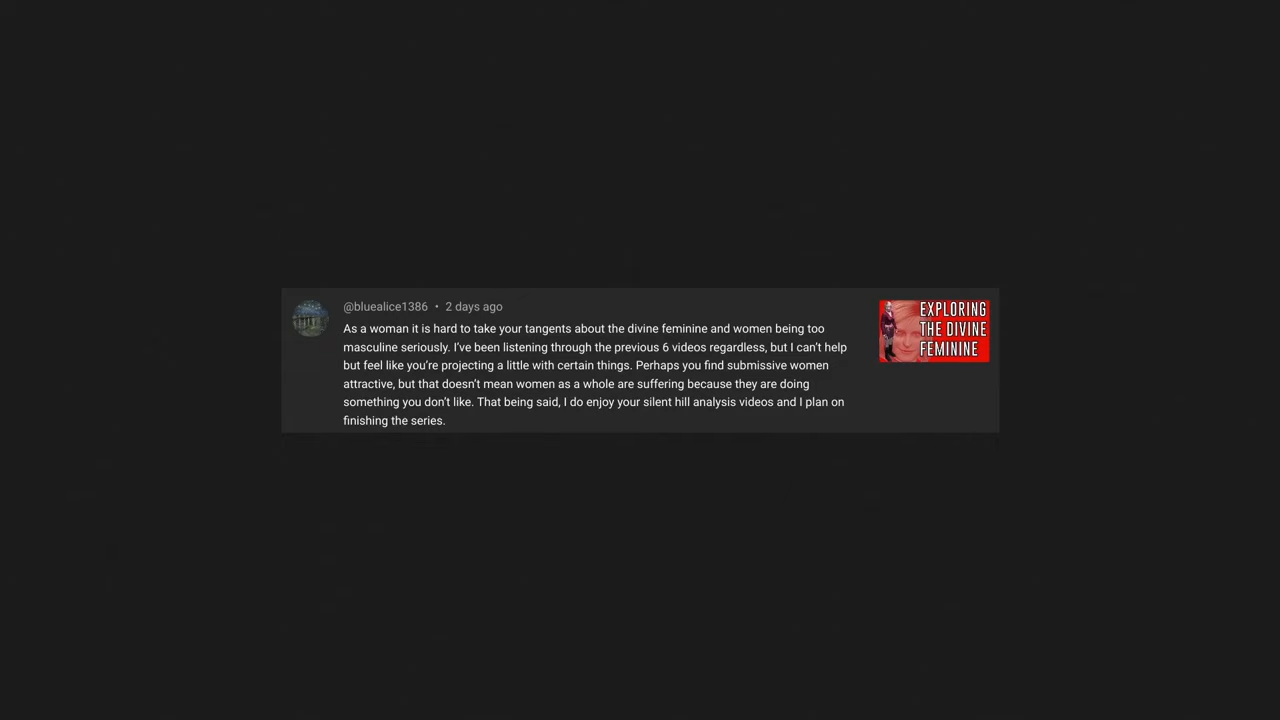 @bluealice1386 • 2 days ago
As a woman it is hard to take your tangents about the divine feminine and women being too
masculine seriously. I've been listening through the previous 6 videos regardless, but I can't help
but feel like you're projecting a little with certain things. Perhaps you find submissive women
attractive, but that doesn't mean women as a whole are suffering because they are doing
something you don't like. That being said, I do enjoy your silent hill analysis videos and I plan on
finishing the series.
EXPLORING
THE DIVINE
FEMININE